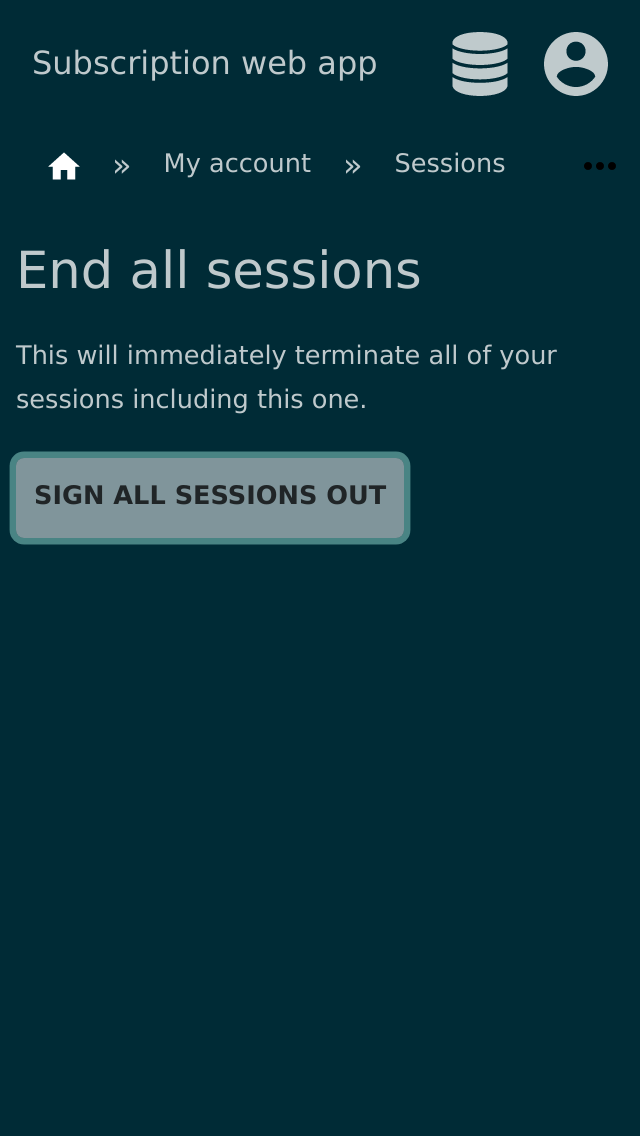 Subscription web app
» My account » Sessions
End all sessions
This will immediately terminate all of your
sessions including this one.
SIGN ALL SESSIONS OUT